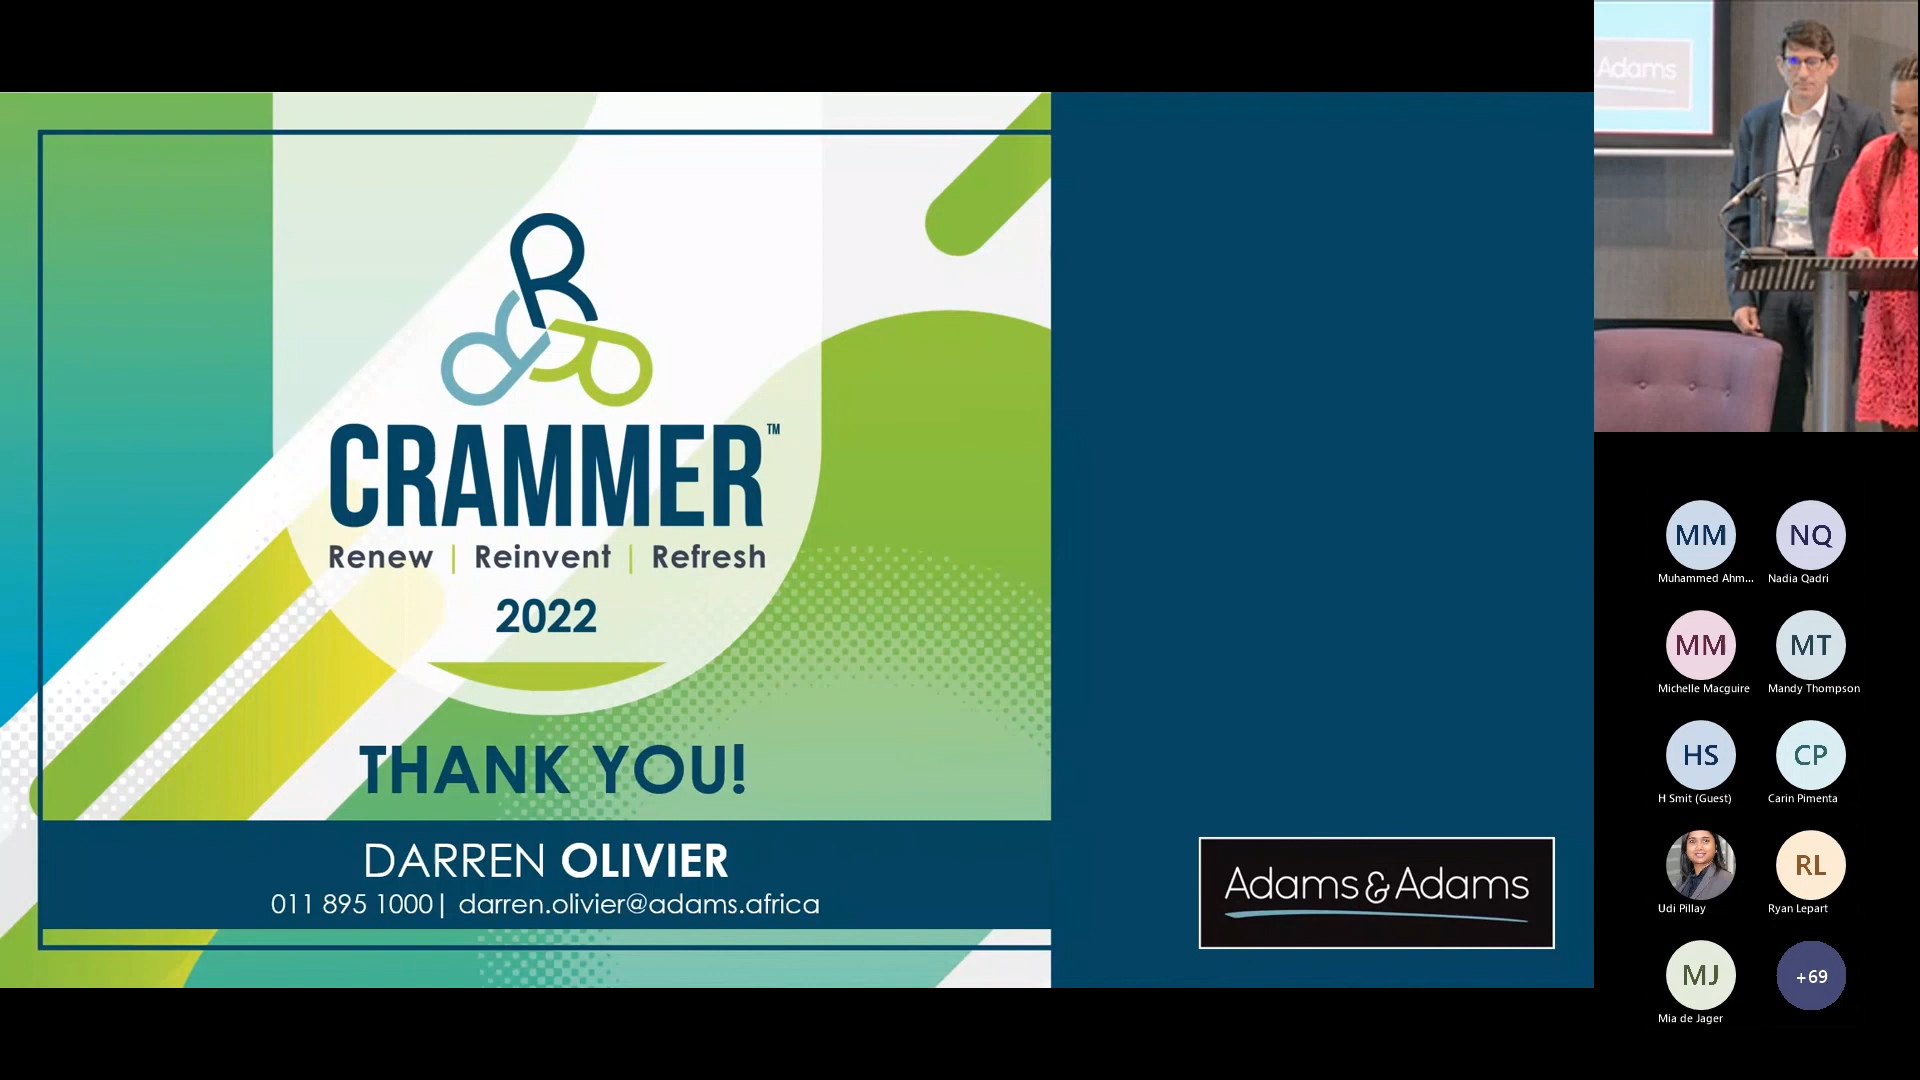 CRAMMER™
Renew | Reinvent | Refresh
2022
THANK YOU!
DARREN OLIVIER
011 895 1000| darren.olivier@adams.africa
Adams & Adams
Adams
MM
Muhammed Ahm...
NQ
Nadia Qadri
MM
Michelle Macguire
MT
Mandy Thompson
HS
H Smit (Guest)
CP
Carin Pimenta
Udi Pillay
RL
Ryan Lepart
MJ
Mia de Jager
+69